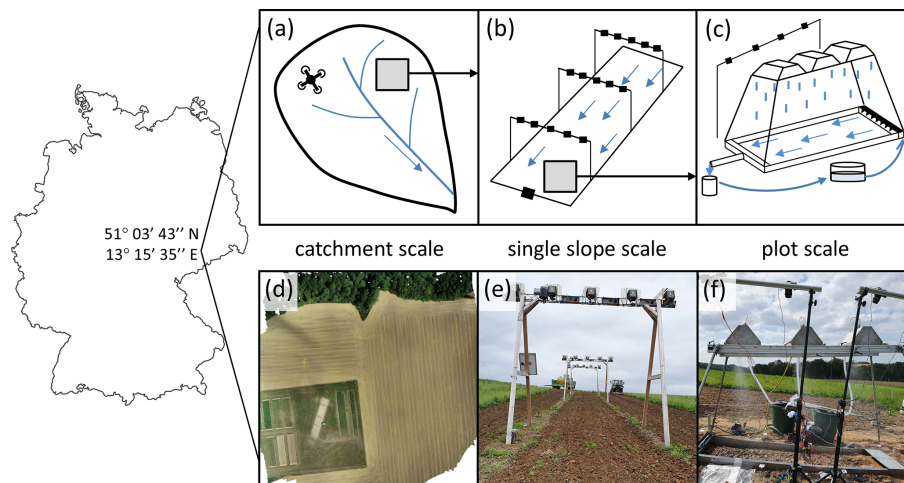 (a)
(b)
(c)
51° 03’ 43’’ N
13° 15’ 35’’ E
catchment scale
single slope scale
plot scale
(d)
(e)
(f)